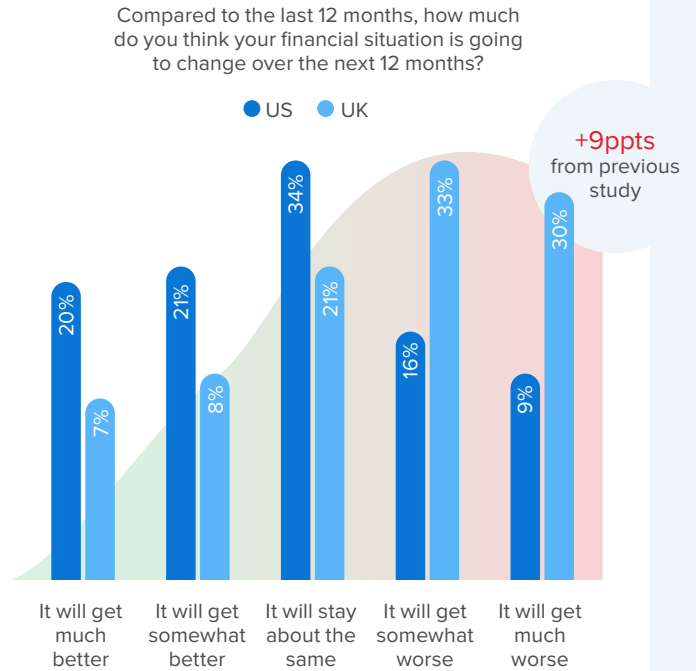 Compared to the last 12 months, how much
do you think your financial situation is going
to change over the next 12 months?
US UK
+9ppts
from previous
study
20%
7%
21%
8%
34%
21%
16%
33%
9%
30%
It will get
much
better
It will get
somewhat
better
It will stay
about the
same
It will get
somewhat
worse
It will get
much
worse